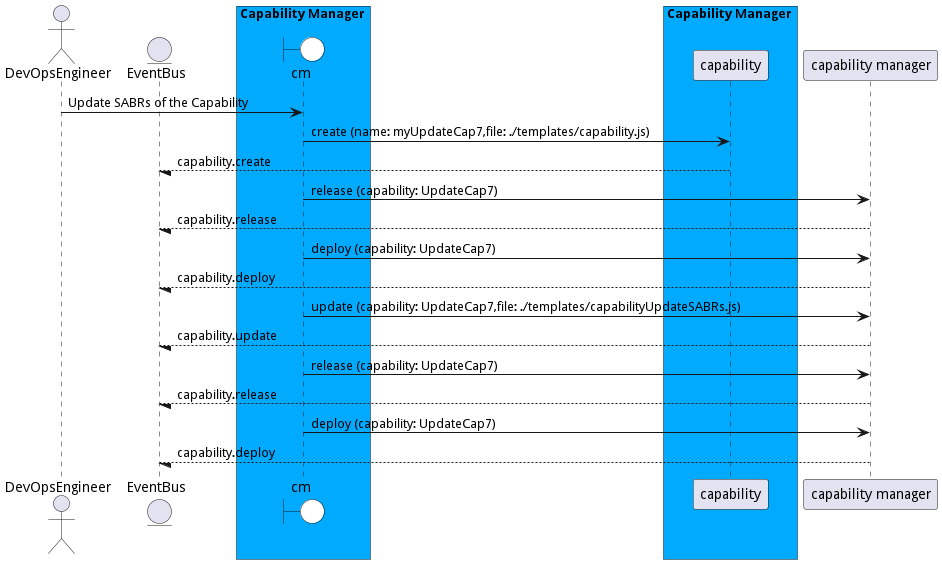 Capability Manager
Capability Manager
DevOpsEngineer
EventBus
cm
capability
capability manager
Update SABRs of the Capability
create (name: myUpdateCap7,file: ./templates/capability.js)
capability.create
release (capability: UpdateCap7)
capability.release
deploy (capability: UpdateCap7)
capability.deploy
update (capability: UpdateCap7,file: ./templates/capabilityUpdateSABRs.js)
capability.update
release (capability: UpdateCap7)
capability.release
deploy (capability: UpdateCap7)
capability.deploy
DevOpsEngineer
EventBus
cm
capability
capability manager